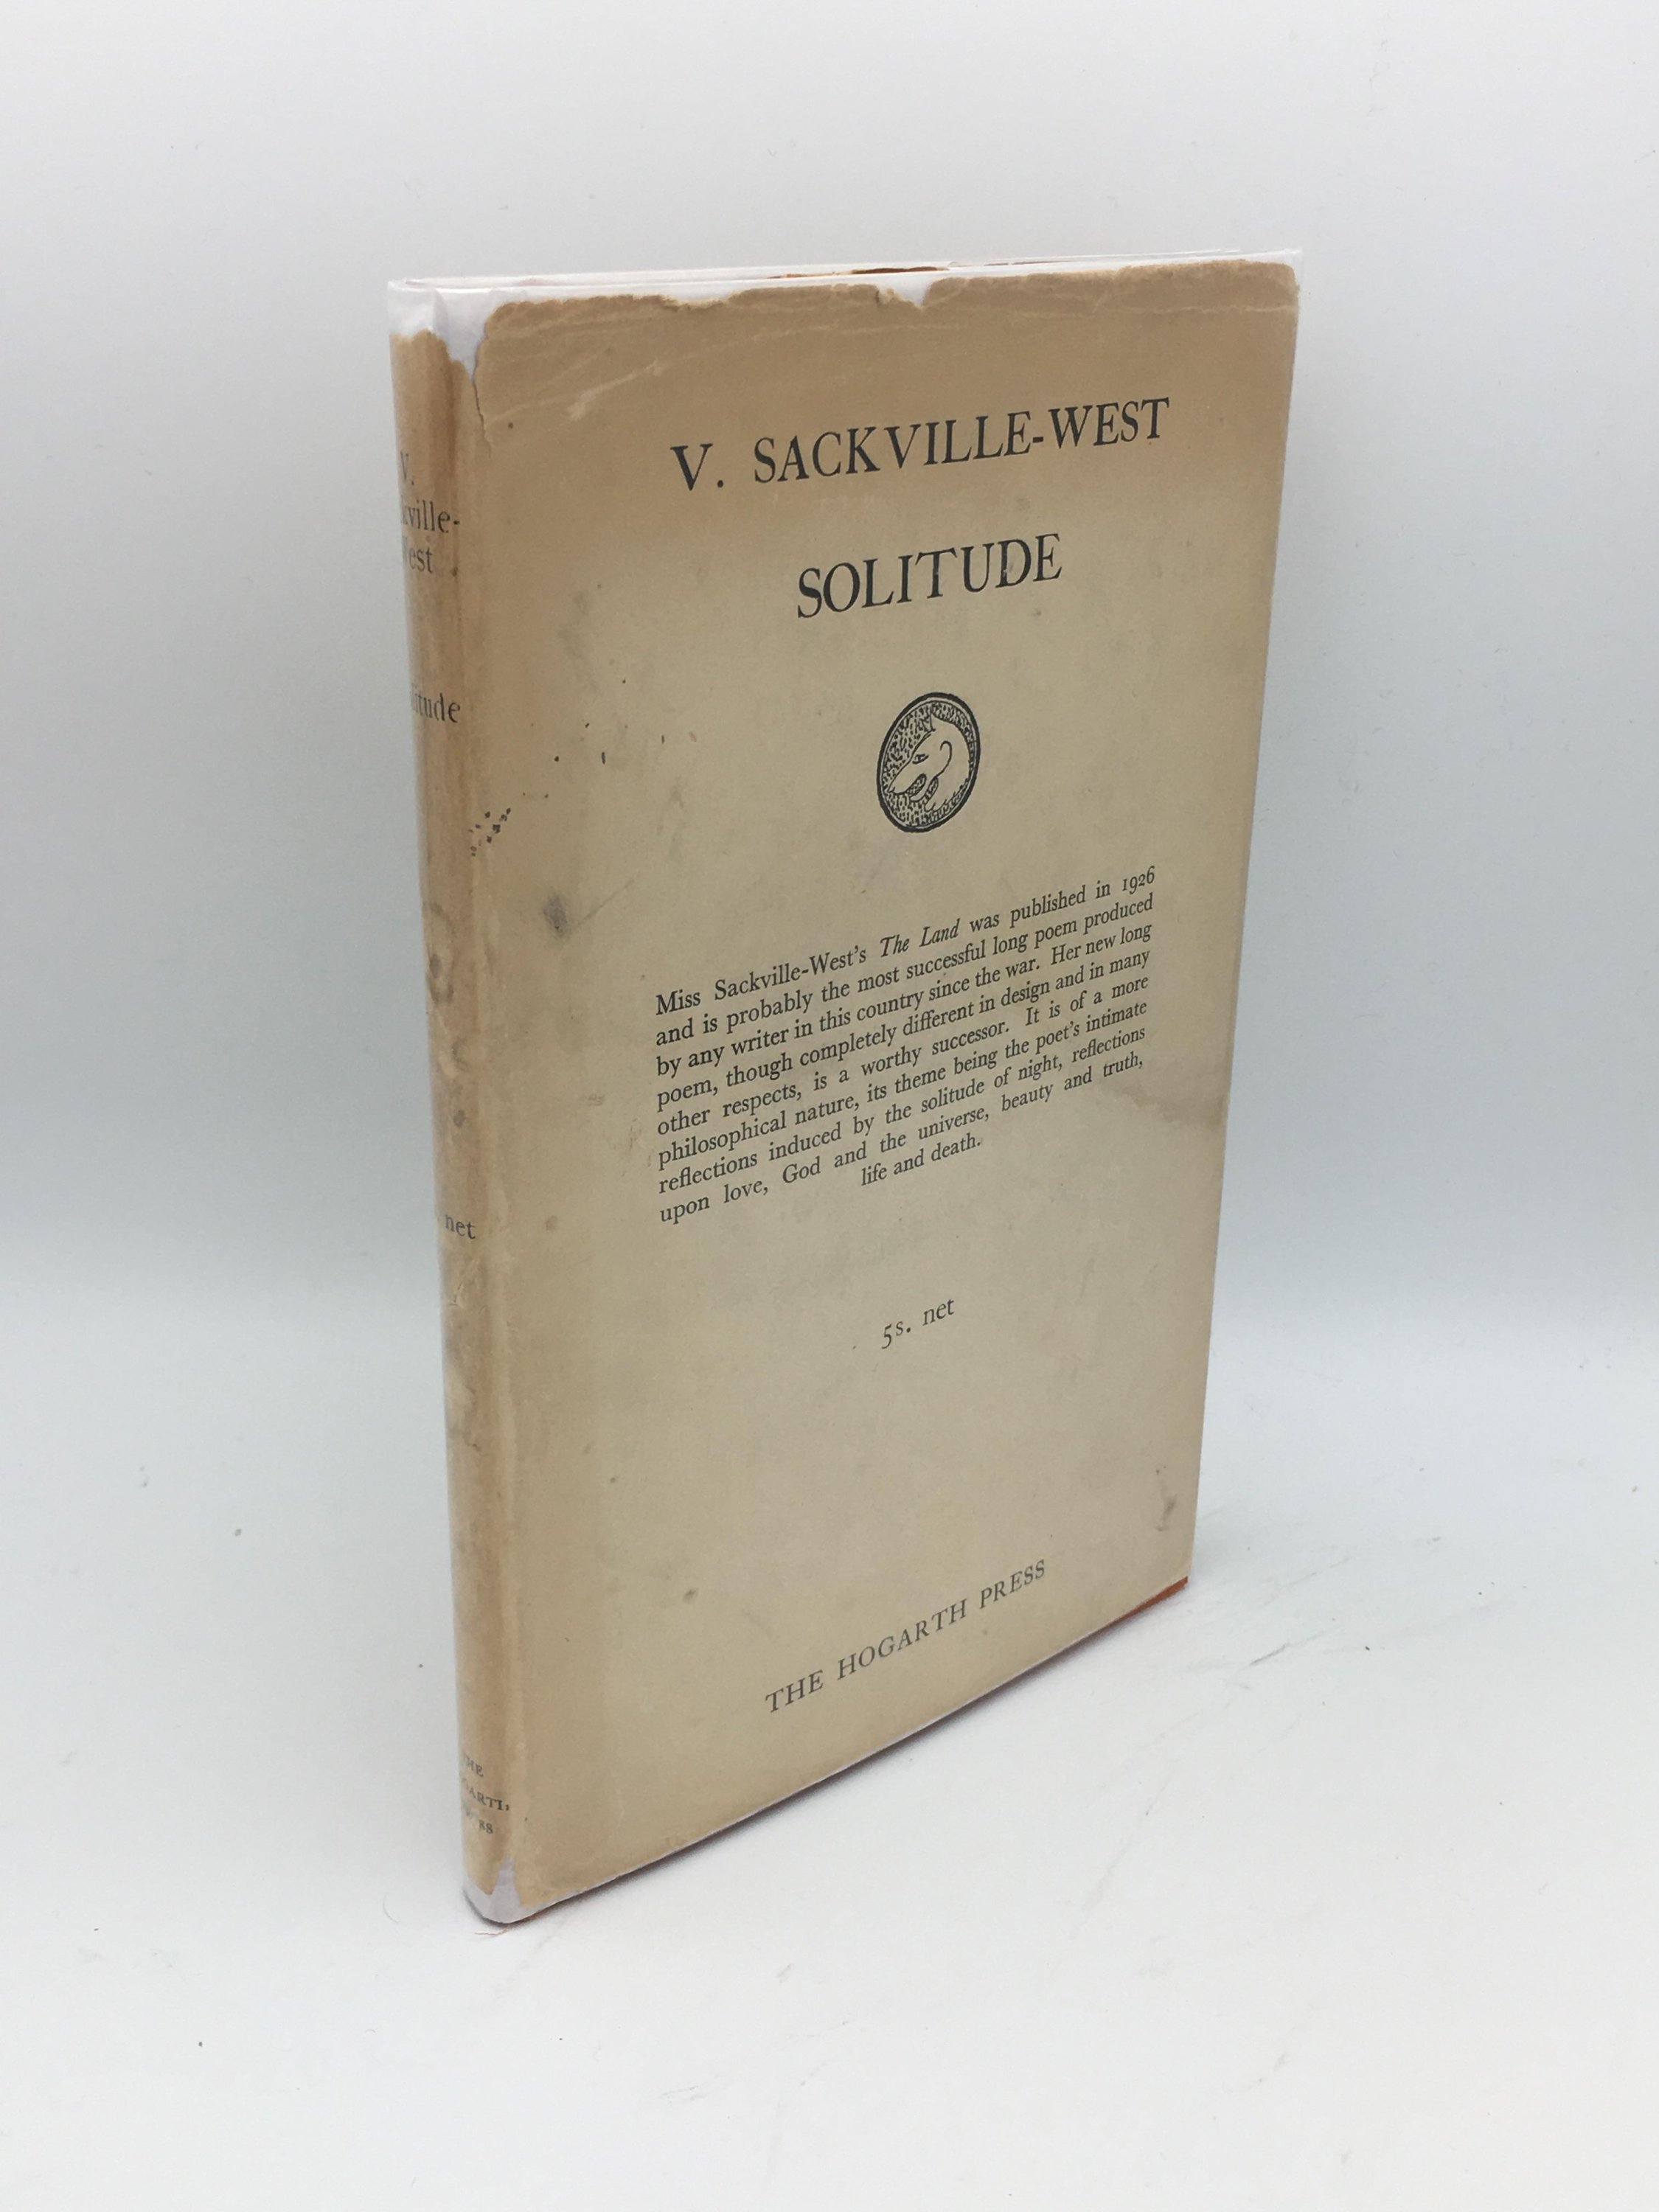 V. SACKVILLE-WEST
SOLITUDE
Miss Sackville-West's The Land was published in 1926
and is probably the most successful long poem produced
by any writer in this country since the war. Her new long
poem, though completely different in design and in many
other respects, is a worthy successor. It is of a more
philosophical nature, its theme being the poet's intimate
reflections induced by the solitude of night, reflections
upon love, God and the universe, beauty and truth,
life and death.
5s. net
THE HOGARTH PRESS
V.
ville-
est
tude
net